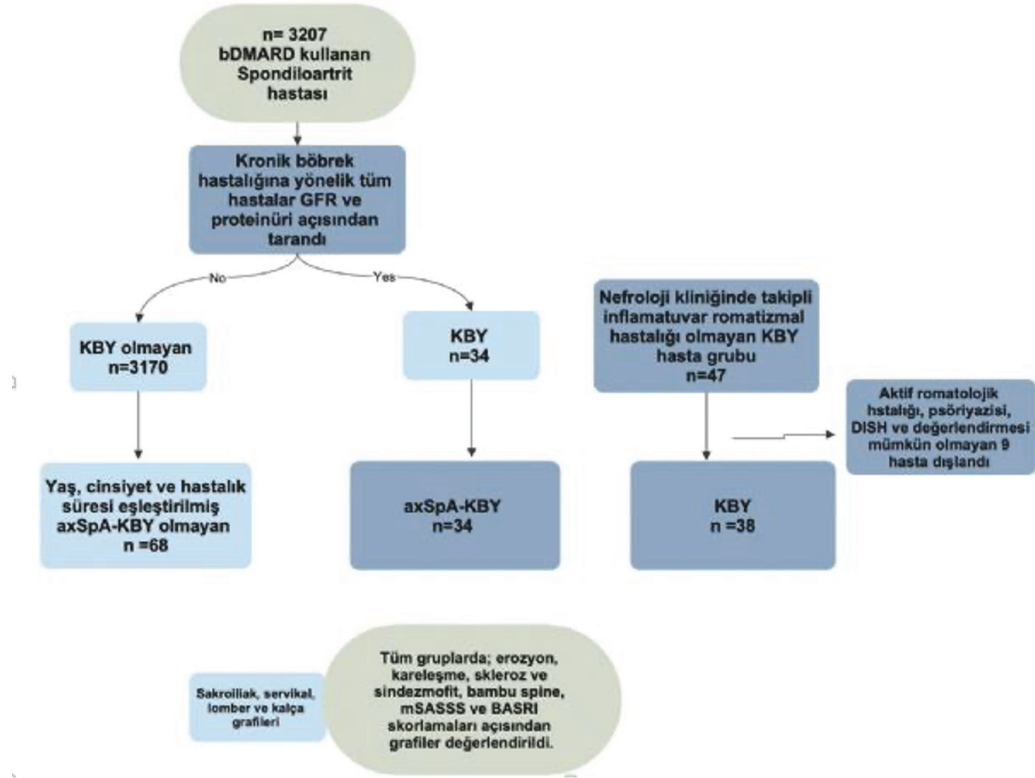 n= 3207
bDMARD kullanan
Spondiloartrit
hastası
Kronik böbrek
hastalığına yönelik tüm
hastalar GFR ve
proteinüri açısından
tarandı
No
Yes
KBY olmayan
n=3170
KBY
n=34
Nefroloji kliniğinde takipli
inflamatuvar romatizmal
hastalığı olmayan KBY
hasta grubu
n=47
Aktif romatolojik
hstalığı, psöriyazisi,
DISH ve değerlendirmesi
mümkün olmayan 9
hasta dışlandı
Yaş, cinsiyet ve hastalık
süresi eşleştirilmiş
axSpA-KBY olmayan
n =68
axSpA-KBY
n=34
KBY
n =38
Sakroiliak, servikal,
lomber ve kalça
grafileri
Tüm gruplarda; erozyon,
kareleşme, skleroz ve
sindezmofit, bambu spine,
mSASSS ve BASRI
skorlamaları açısından
grafiler değerlendirildi.